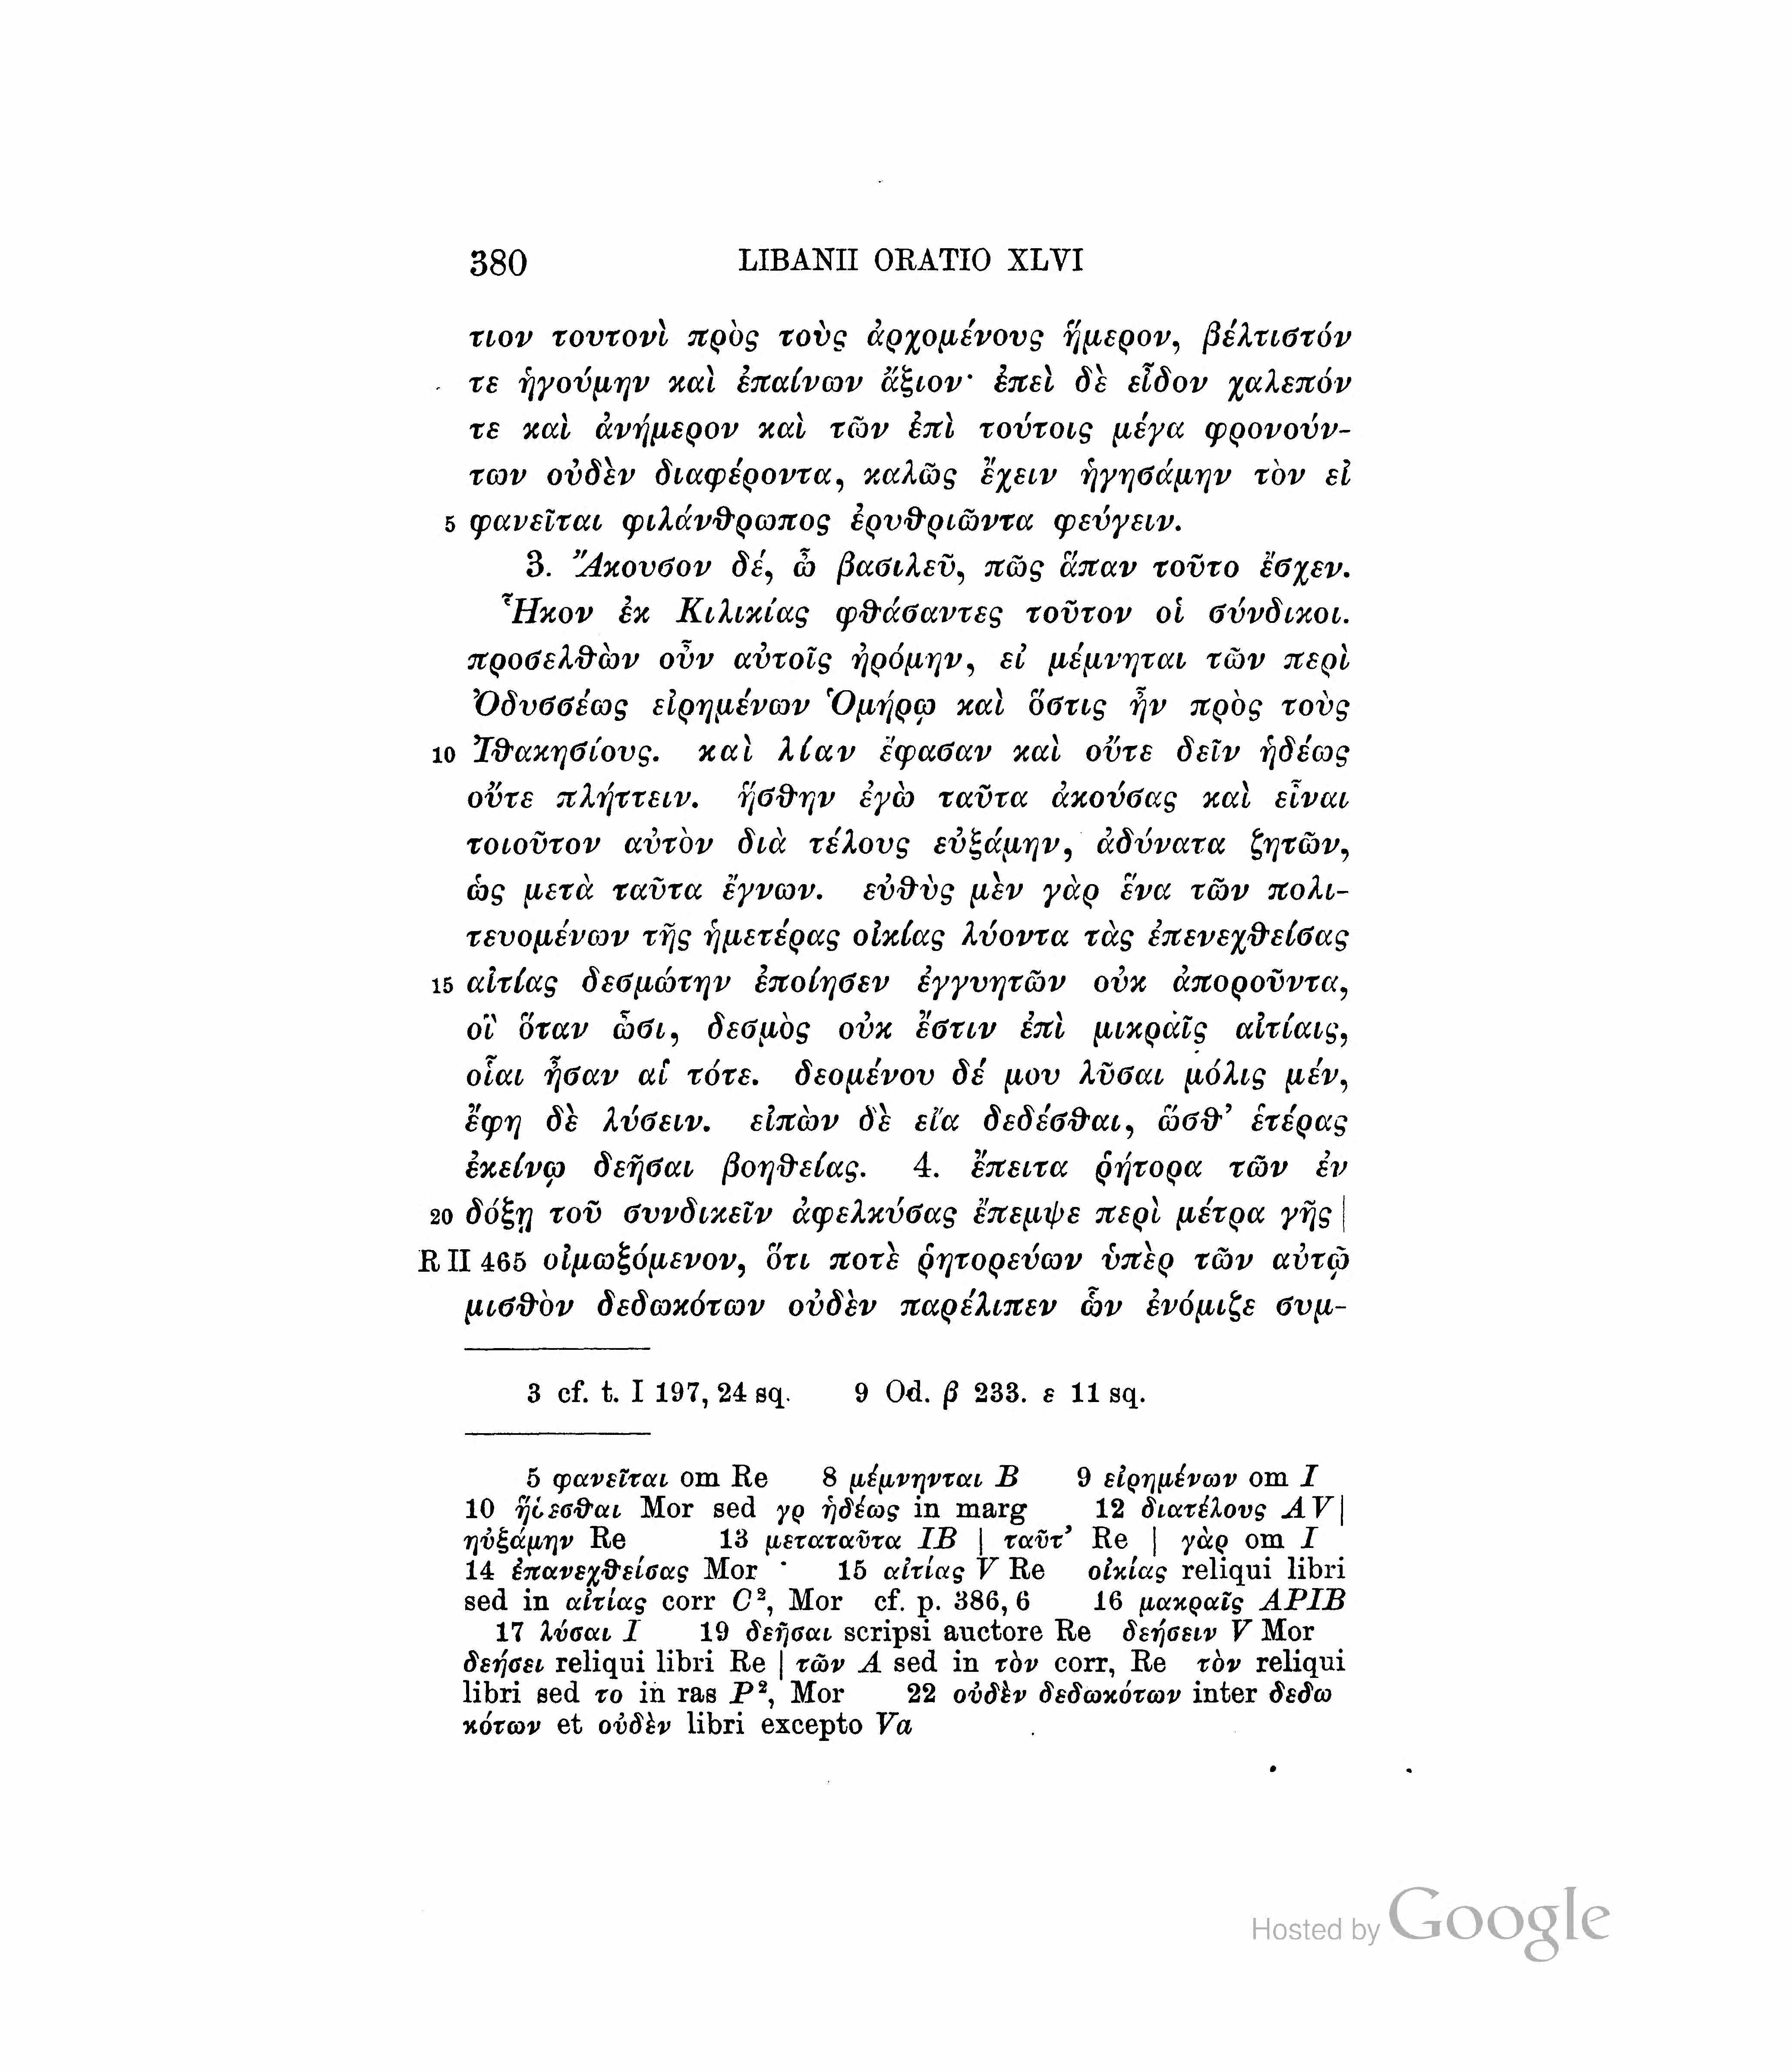 380 LIBANII ORATIO XLVI
τιον τουτονὶ πρὸς τοὺς ἀρχομένους ἥμερον, βέλτιστόν
τε ἡγούμην καὶ ἐπαίνων ἄξιον· ἐπεὶ δὲ εἶδον χαλεπόν
τε καὶ ἀνήμερον καὶ τῶν ἐπὶ τούτοις μέγα φρονούν-
των οὐδὲν διαφέροντα, καλῶς ἔχειν ἡγησάμην τὸν εἰ
5 φανεῖται φιλάνθρωπος ἐρυθριῶντα φεύγειν.
3. Ἄκουσον δέ, ὦ βασιλεῦ, πῶς ἅπαν τοῦτο ἔσχεν.
Ἧκον ἐκ Κιλικίας φθάσαντες τοῦτον οἱ σύνδικοι.
προσελθὼν οὖν αὐτοῖς ἠρόμην, εἰ μέμνηται τῶν περὶ
Ὀδυσσέως εἰρημένων Ὁμήρῳ καὶ ὅστις ἦν πρὸς τοὺς
10 Ἰθακησίους. καὶ λίαν ἔφασαν καὶ οὔτε δεῖν ἡδέως
οὔτε πλήττειν. ἥσθην ἐγὼ ταῦτα ἀκούσας καὶ εἶναι
τοιοῦτον αὐτὸν διὰ τέλους εὐξάμην, ἀδύνατα ζητῶν,
ὡς μετὰ ταῦτα ἔγνων. εὐθὺς μὲν γὰρ ἕνα τῶν πολι-
τευομένων τῆς ἡμετέρας οἰκίας λύοντα τὰς ἐπενεχθείσας
15 αἰτίας δεσμώτην ἐποίησεν ἐγγυητῶν οὐκ ἀποροῦντα,
οἳ ὅταν ὦσι, δεσμὸς οὐκ ἔστιν ἐπὶ μικραῖς αἰτίαις,
οἷαι ἦσαν αἱ τότε. δεομένου δέ μου λῦσαι μόλις μέν,
ἔφη δὲ λύσειν. εἰπὼν δὲ εἴα δεδέσθαι, ὥσθ’ ἑτέρας
ἐκείνῳ δεῆσαι βοηθείας. 4. ἔπειτα ῥήτορα τῶν ἐν
20 δόξῃ τοῦ συνδικεῖν ἀφελκύσας ἔπεμψε περὶ μέτρα γῆς |
R II 465 οἰμωξόμενον, ὅτι ποτὲ ῥητορεύων ὑπὲρ τῶν αὐτῷ
μισθὸν δεδωκότων οὐδὲν παρέλιπεν ὧν ἐνόμιζε συμ-
3 cf. t. I 197, 24 sq. 9 Od. β 233. ε 11 sq.
5 φανεῖται om Re 8 μέμνηνται B 9 εἰρημένων om I
10 ἥδεσθαι Mor sed γρ ἡδέως in marg 12 διατέλους AV |
ηὐξάμην Re 13 μεταταῦτα IB | ταῦτ’ Re | γὰρ om I
14 ἐπανεχθείσας Mor 15 αἰτίας V Re οἰκίας reliqui libri
sed in αἰτίας corr C², Mor cf. p. 386, 6 16 μακραῖς APIB
17 λύσαι I 19 δεῆσαι scripsi auctore Re δεήσειν V Mor
δεήσει reliqui libri Re | τῶν A sed in τὸν corr, Re τὸν reliqui
libri sed το in ras P², Mor 22 οὐδὲν δεδωκότων inter δεδω
κότων et οὐδὲν libri excepto Va
Hosted by Google